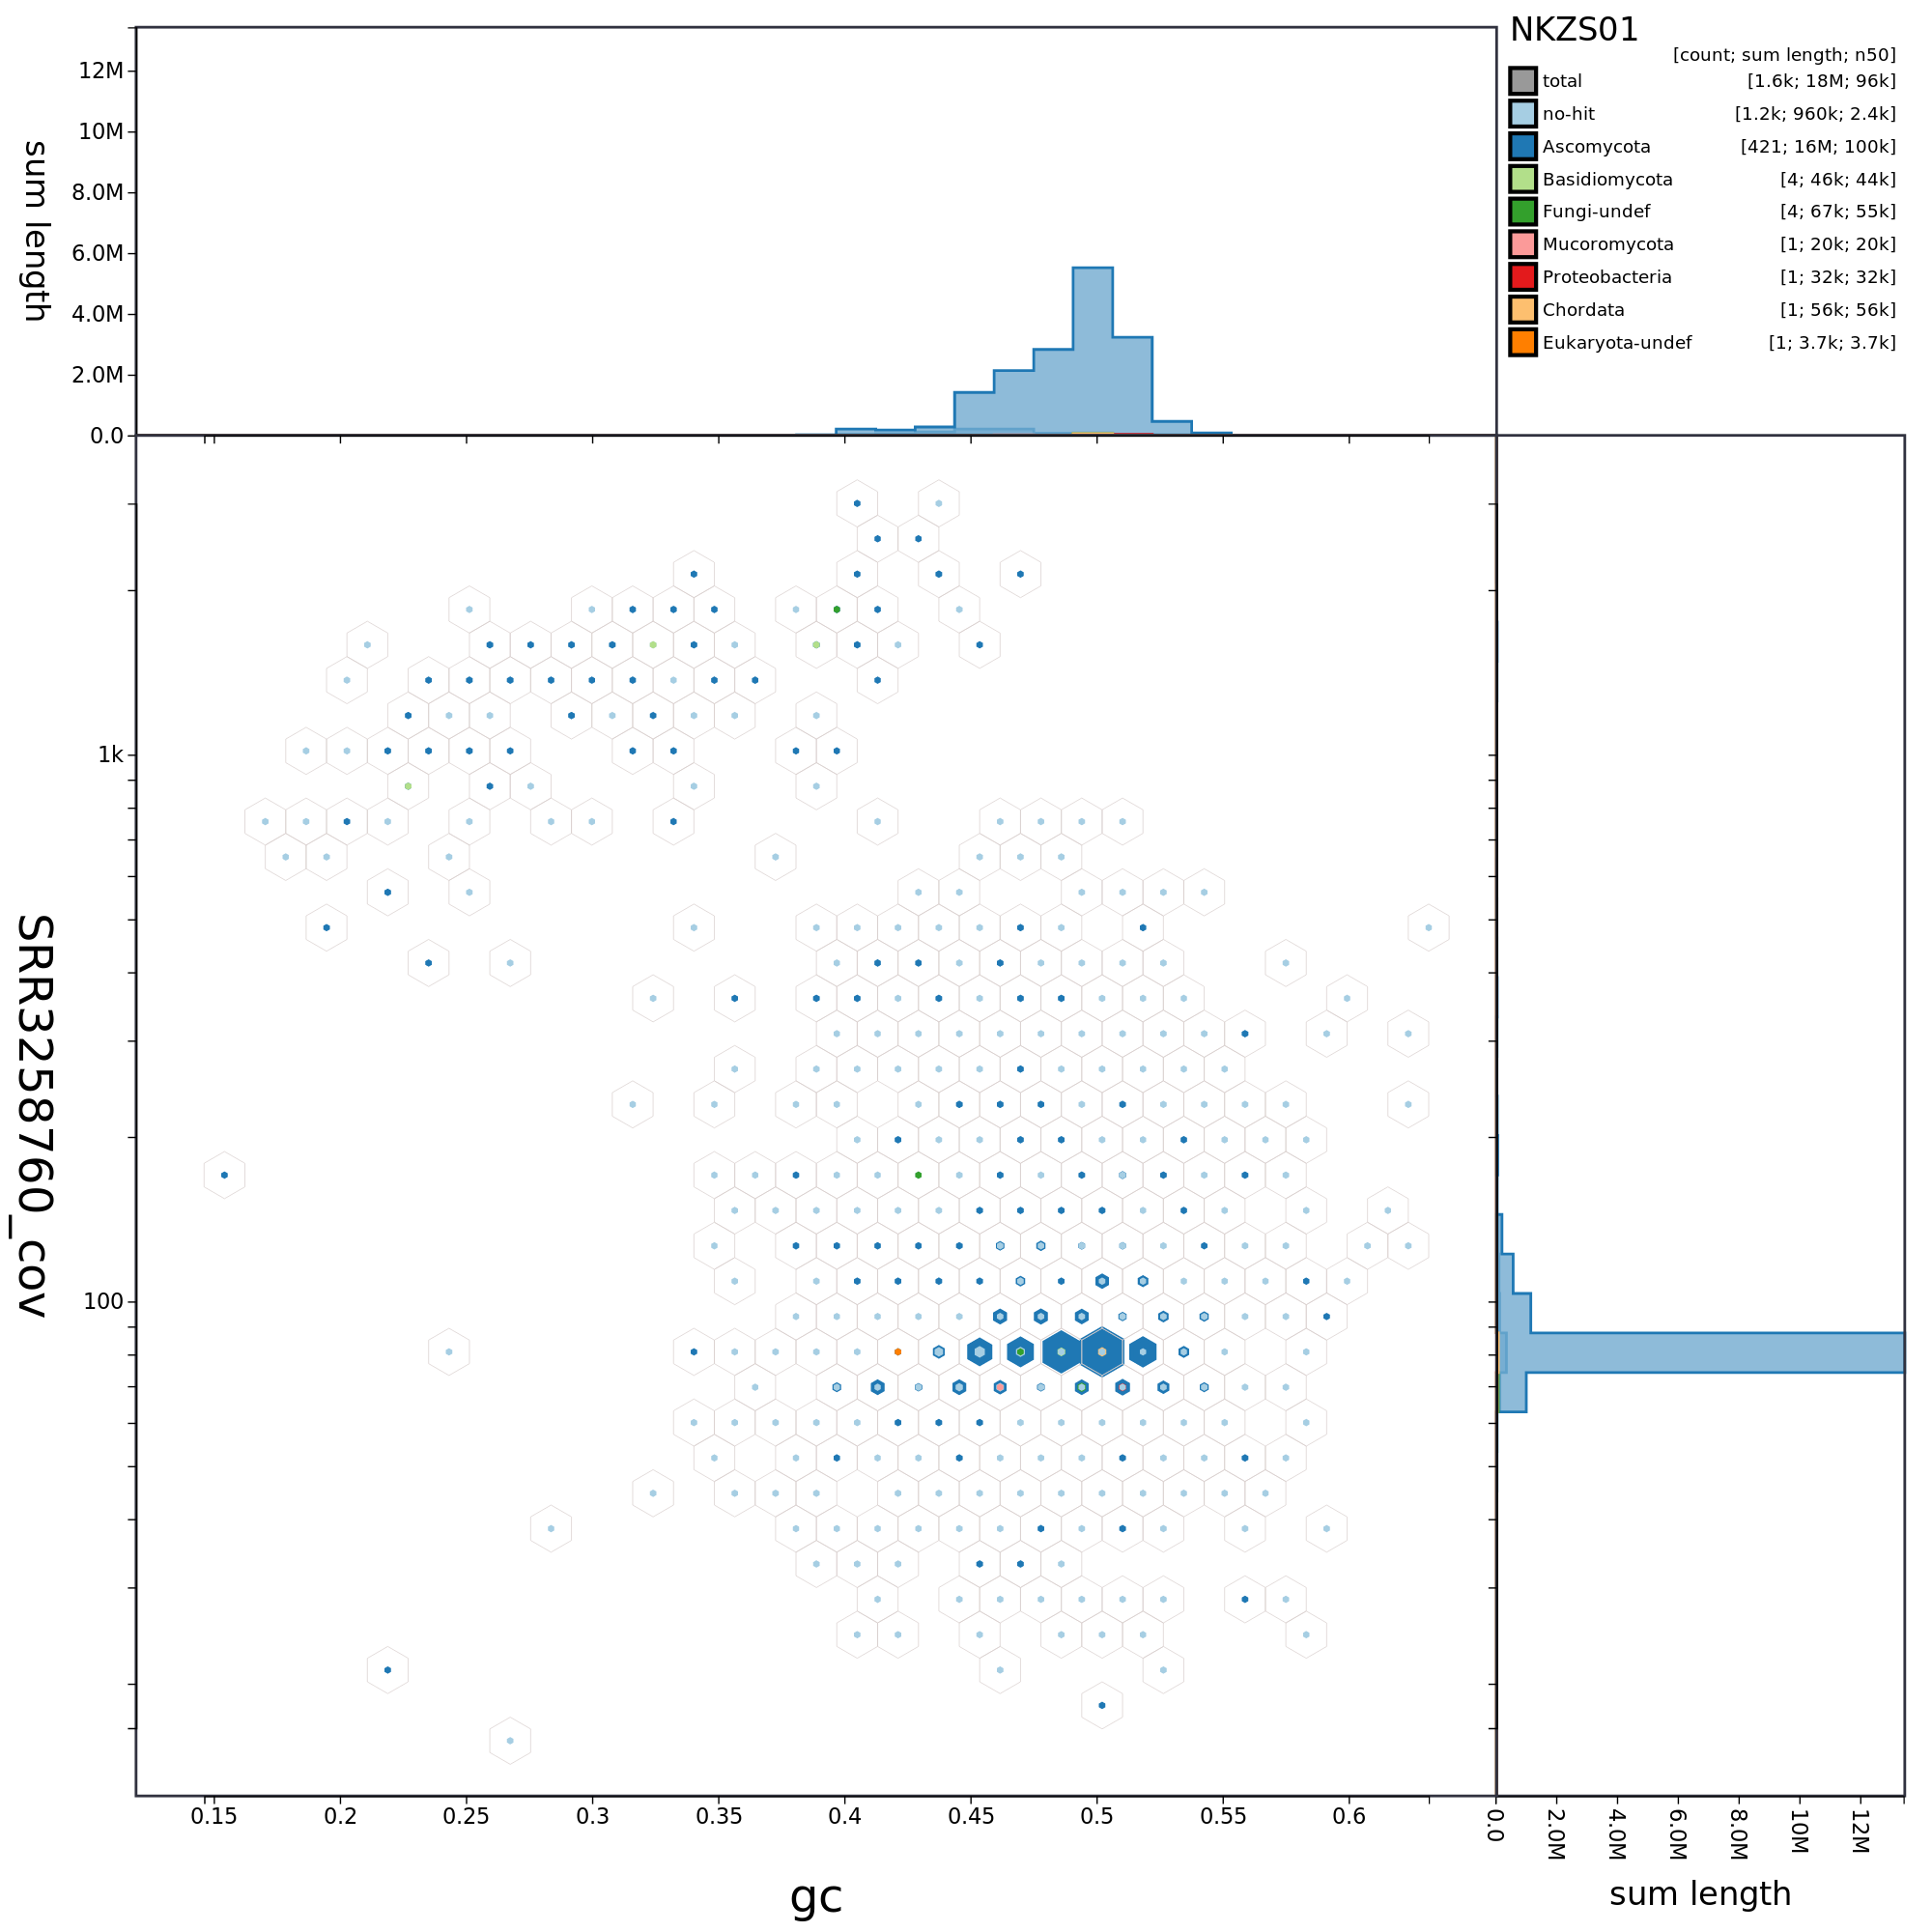 NKZS01
[count; sum length; n50]
total [1.6k; 18M; 96k]
no-hit [1.2k; 960k; 2.4k]
Ascomycota [421; 16M; 100k]
Basidiomycota [4; 46k; 44k]
Fungi-undef [4; 67k; 55k]
Mucoromycota [1; 20k; 20k]
Proteobacteria [1; 32k; 32k]
Chordata [1; 56k; 56k]
Eukaryota-undef [1; 3.7k; 3.7k]
sum length
12M
10M
8.0M
6.0M
4.0M
2.0M
0.0
SRR3258760_cov
1k
100
0.15 0.2 0.25 0.3 0.35 0.4 0.45 0.5 0.55 0.6
gc
0.0 2.0M 4.0M 6.0M 8.0M 10M 12M
sum length